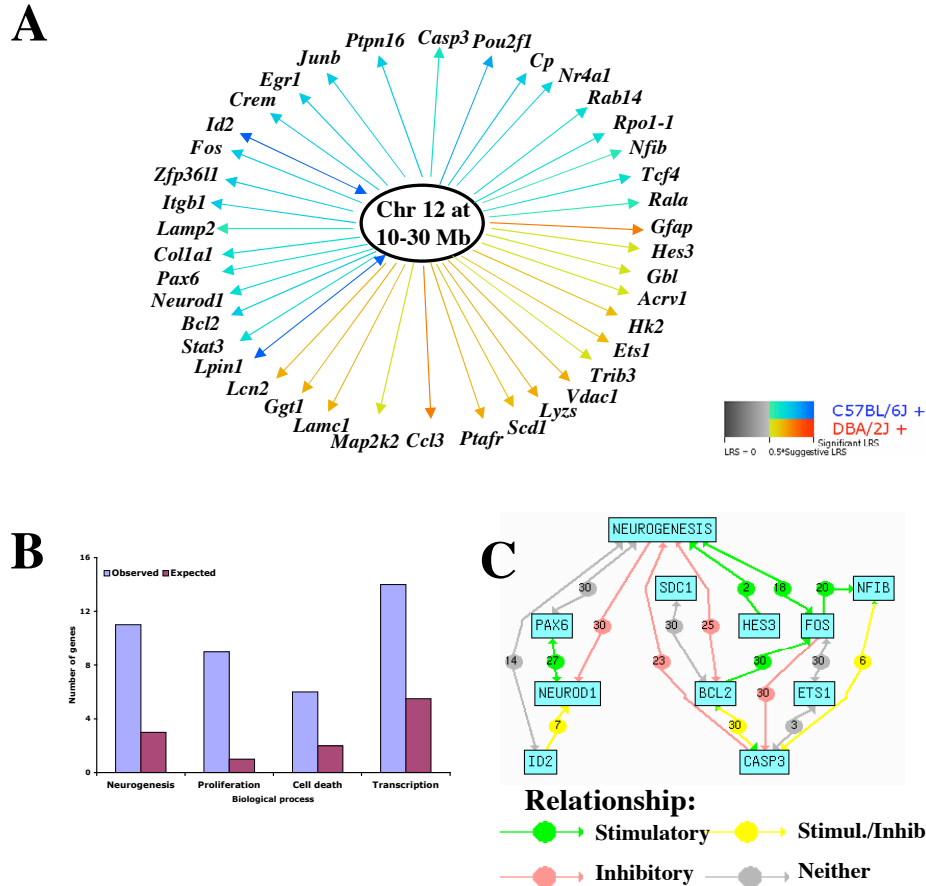 A
Casp3
Ptpn16
Pou2f1
Junb
Cp
Egr1
Nr4a1
Crem
Rab14
Id2
Rpo1-1
Fos
Nfib
Zfp36l1
Tcf4
Itgb1
Rala
Chr 12 at
10-30 Mb
Lamp2
Gfap
Col1a1
Hes3
Pax6
Gbl
Neurod1
Acrv1
Bcl2
Hk2
Stat3
Ets1
Lpin1
Trib3
Lcn2
Vdac1
Ggt1
Lyzs
Lamc1
Scd1
Map2k2
Ccl3
Ptafr
C57BL/6J +
DBA/2J +
Significant LRS
LRS = 0
0.5*Suggestive LRS
B
Observed
Expected
16
12
8
4
0
Number of genes
Neurogenesis
Proliferation
Cell death
Transcription
Biological process
C
NEUROGENESIS
30
2
18
20
SDC1
NFIB
PAX6
30
30
25
HES3
FOS
14
27
23
30
30
6
NEUROD1
BCL2
30
ETS1
7
30
3
ID2
CASP3
Relationship:
Stimulatory
Stimul./Inhib
Inhibitory
Neither